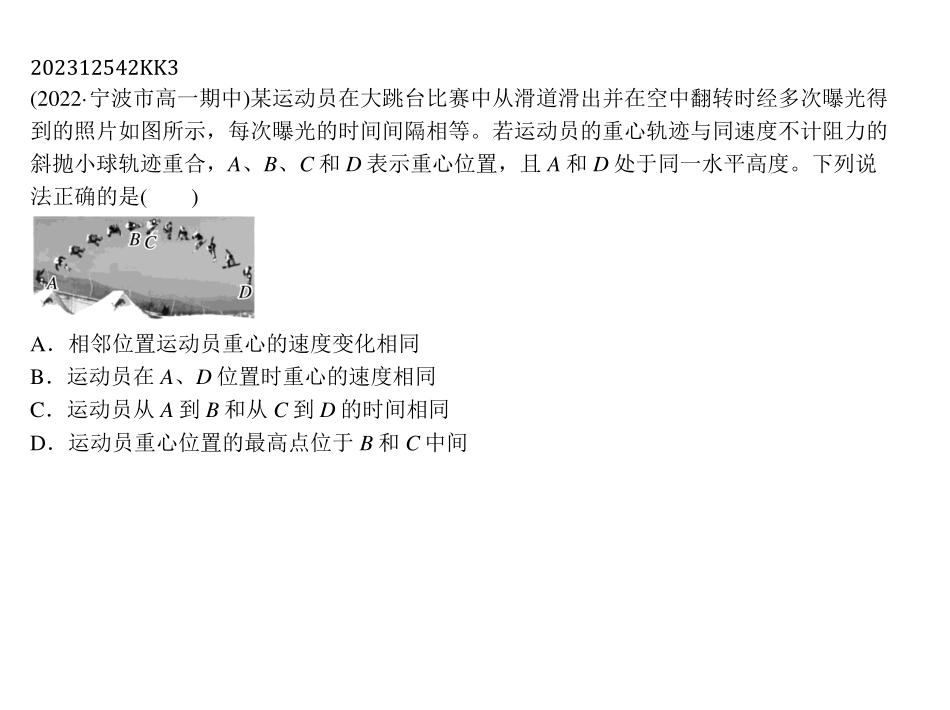 202312542KK3
(2022·宁波市高一期中)某运动员在大跳台比赛中从滑道滑出并在空中翻转时经多次曝光得
到的照片如图所示，每次曝光的时间间隔相等。若运动员的重心轨迹与同速度不计阻力的
斜抛小球轨迹重合，A、B、C 和 D 表示重心位置，且 A 和 D 处于同一水平高度。下列说
法正确的是(　　)
B C
A
D
A．相邻位置运动员重心的速度变化相同
B．运动员在 A、D 位置时重心的速度相同
C．运动员从 A 到 B 和从 C 到 D 的时间相同
D．运动员重心位置的最高点位于 B 和 C 中间